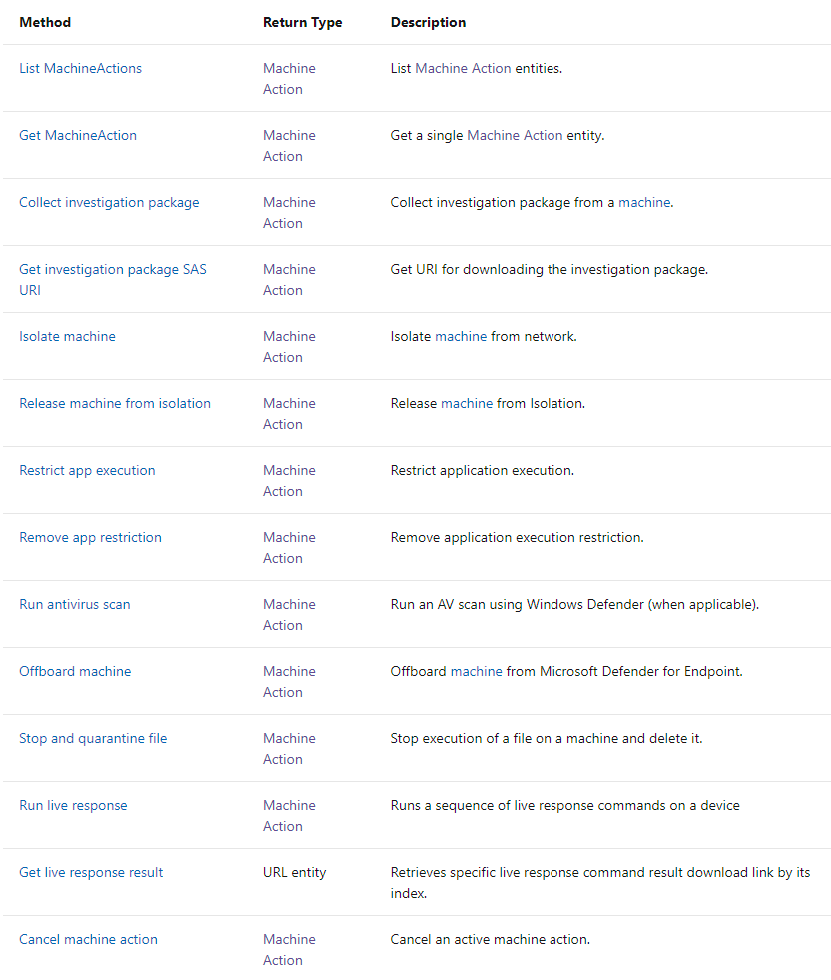 Method Return Type Description
List MachineActions Machine List Machine Action entities.
Action
Get MachineAction Machine Get a single Machine Action entity.
Action
Collect investigation package Machine Collect investigation package from a machine.
Action
Get investigation package SAS Machine Get URI for downloading the investigation package.
URI Action
Isolate machine Machine Isolate machine from network.
Action
Release machine from isolation Machine Release machine from Isolation.
Action
Restrict app execution Machine Restrict application execution.
Action
Remove app restriction Machine Remove application execution restriction.
Action
Run antivirus scan Machine Run an AV scan using Windows Defender (when applicable).
Action
Offboard machine Machine Offboard machine from Microsoft Defender for Endpoint.
Action
Stop and quarantine file Machine Stop execution of a file on a machine and delete it.
Action
Run live response Machine Runs a sequence of live response commands on a device
Action
Get live response result URL entity Retrieves specific live response command result download link by its
index.
Cancel machine action Machine Cancel an active machine action.
Action